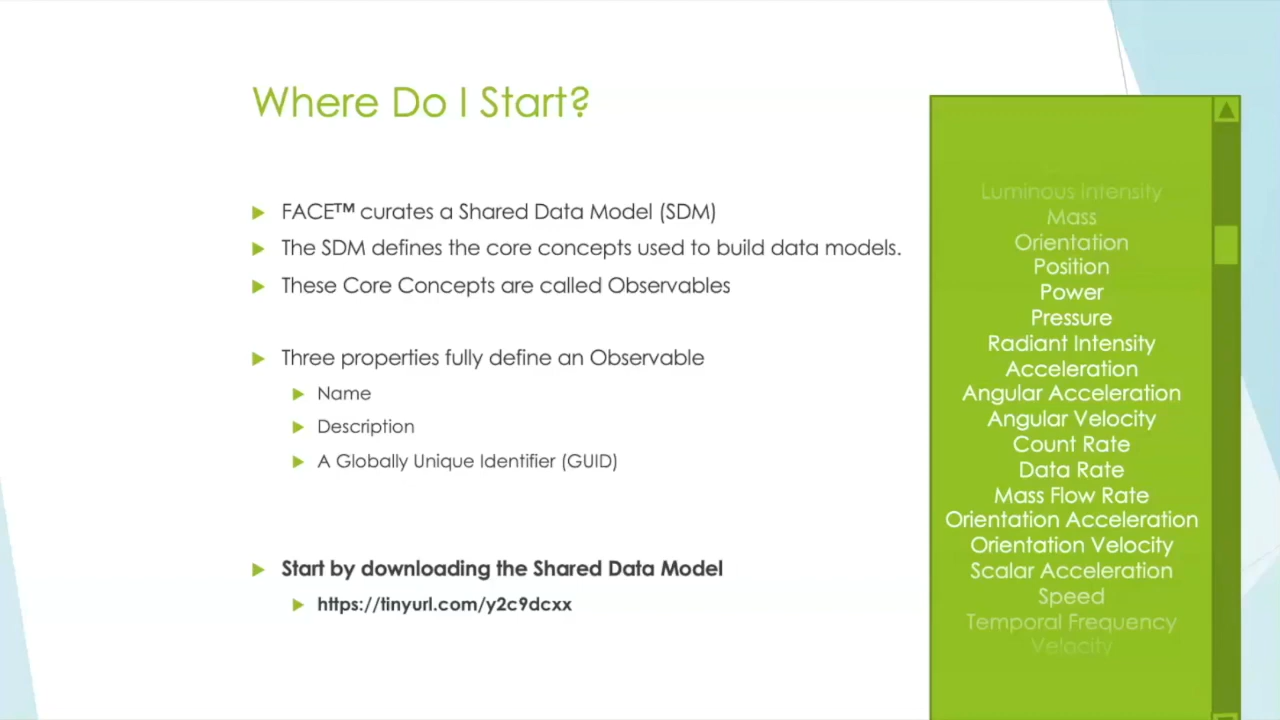 Where Do I Start?
FACE™ curates a Shared Data Model (SDM)
The SDM defines the core concepts used to build data models.
These Core Concepts are called Observables
Three properties fully define an Observable
Name
Description
A Globally Unique Identifier (GUID)
Start by downloading the Shared Data Model
https://tinyurl.com/y2c9dcxx
Luminous Intensity
Mass
Orientation
Position
Power
Pressure
Radiant Intensity
Acceleration
Angular Acceleration
Angular Velocity
Count Rate
Data Rate
Mass Flow Rate
Orientation Acceleration
Orientation Velocity
Scalar Acceleration
Speed
Temporal Frequency
Velocity